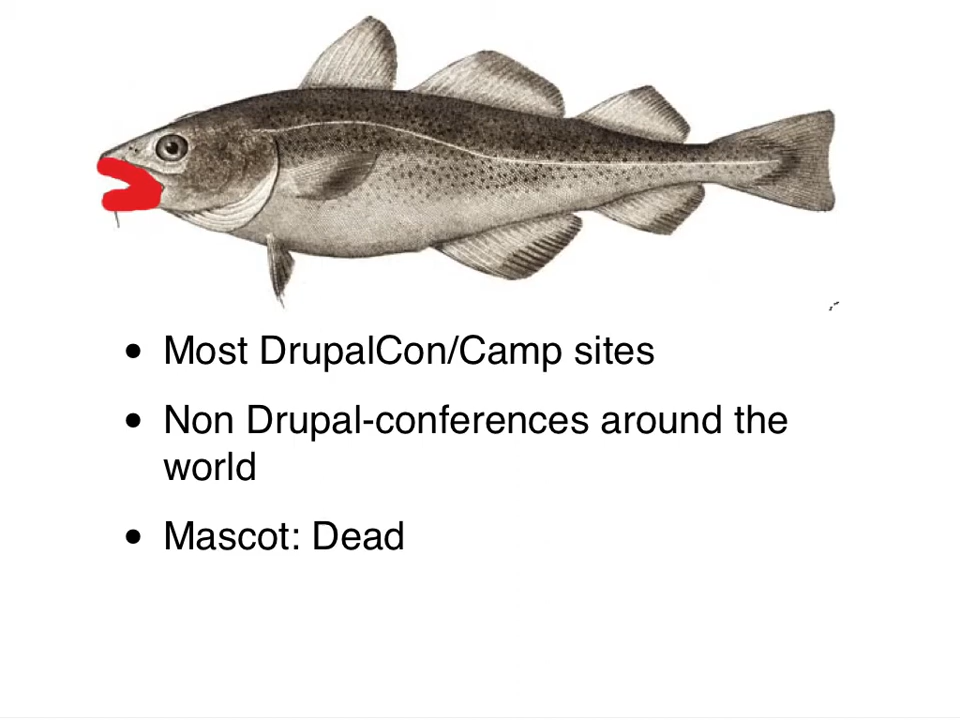 • Most DrupalCon/Camp sites
• Non Drupal-conferences around the
world
• Mascot: Dead